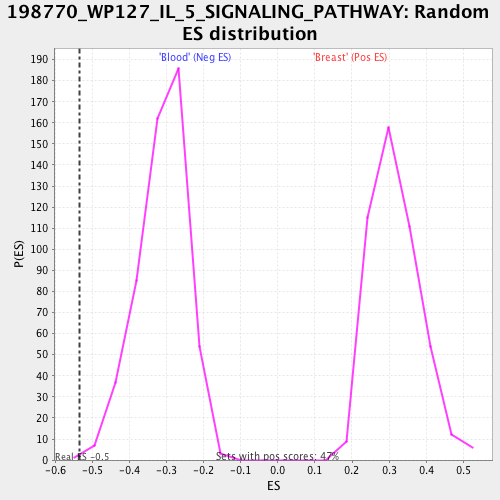 198770_WP127_IL_5_SIGNALING_PATHWAY: Random
ES distribution
'Blood' (Neg ES)
'Breast' (Pos ES)
190
180
170
160
150
140
130
120
110
100
90
80
70
60
50
40
30
20
10
0
P(ES)
Real ES -0.5
Sets with pos scores: 47%
-0.6 -0.5 -0.4 -0.3 -0.2 -0.1 0.0 0.1 0.2 0.3 0.4 0.5
ES